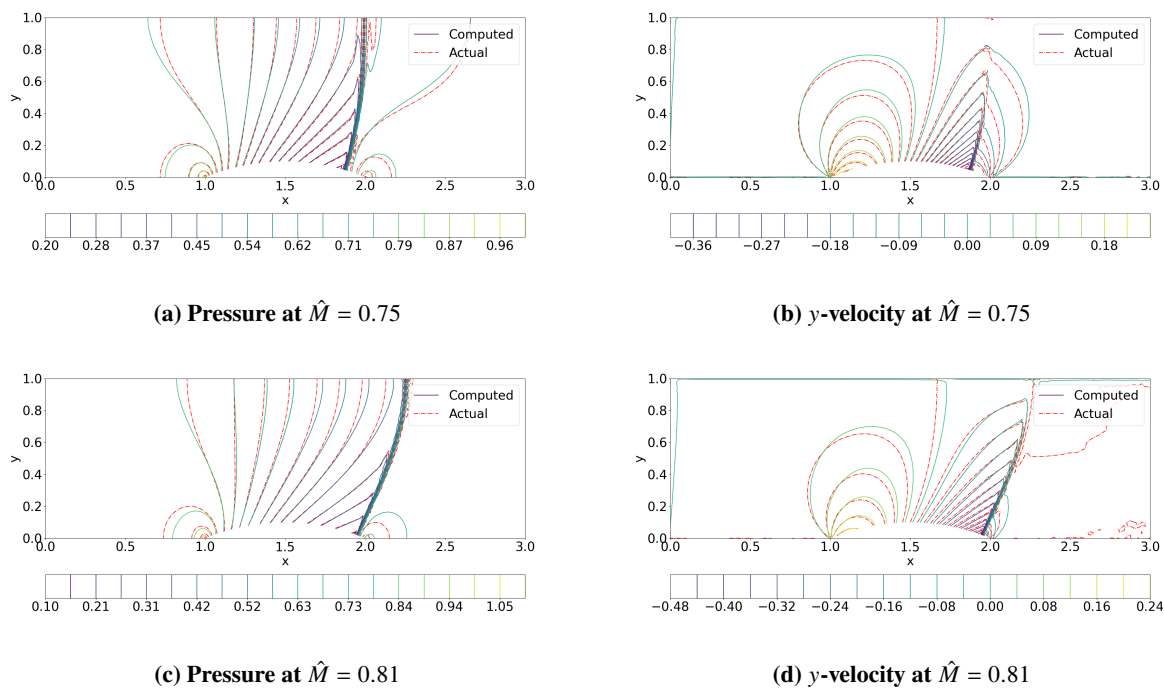 1.0
0.8
0.6
0.4
0.2
0.0
y
Computed
Actual
0.0 0.5 1.0 1.5 2.0 2.5 3.0
x
0.20 0.28 0.37 0.45 0.54 0.62 0.71 0.79 0.87 0.96
(a) Pressure at M̂ = 0.75
1.0
0.8
0.6
0.4
0.2
0.0
y
Computed
Actual
0.0 0.5 1.0 1.5 2.0 2.5 3.0
x
−0.36 −0.27 −0.18 −0.09 0.00 0.09 0.18
(b) y-velocity at M̂ = 0.75
1.0
0.8
0.6
0.4
0.2
0.0
y
Computed
Actual
0.0 0.5 1.0 1.5 2.0 2.5 3.0
x
0.10 0.21 0.31 0.42 0.52 0.63 0.73 0.84 0.94 1.05
(c) Pressure at M̂ = 0.81
1.0
0.8
0.6
0.4
0.2
0.0
y
Computed
Actual
0.0 0.5 1.0 1.5 2.0 2.5 3.0
x
−0.48 −0.40 −0.32 −0.24 −0.16 −0.08 0.00 0.08 0.16 0.24
(d) y-velocity at M̂ = 0.81